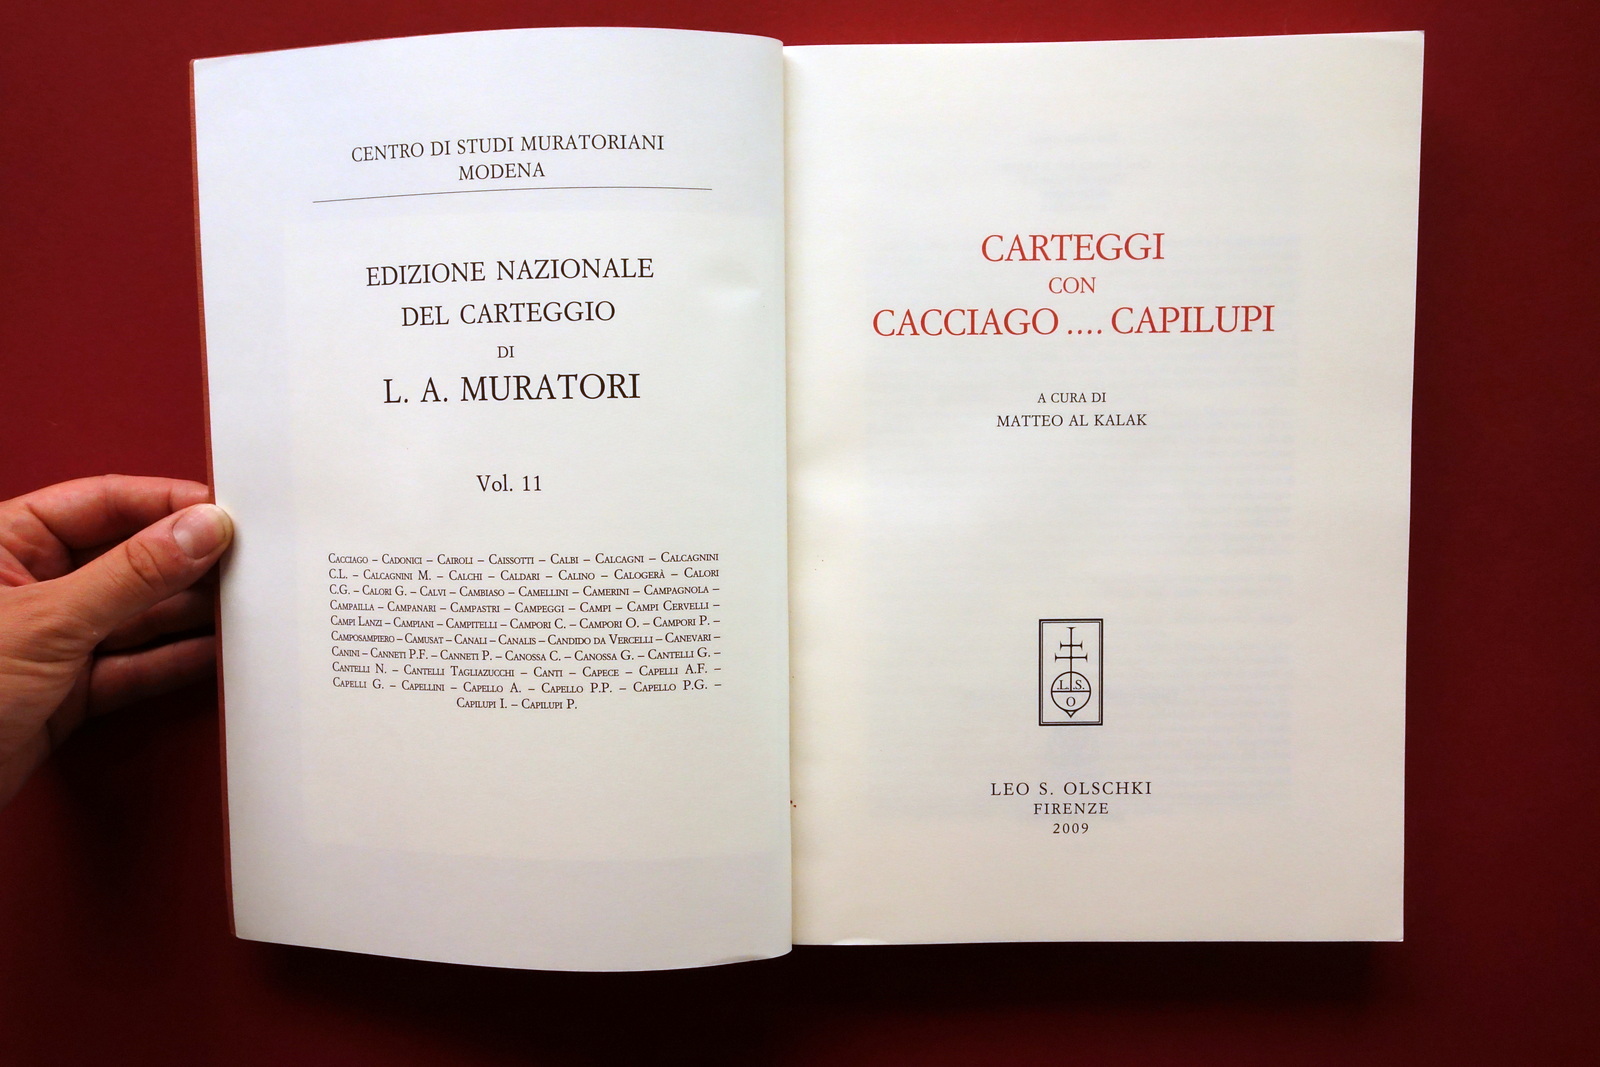 CENTRO DI STUDI MURATORIANI
MODENA
EDIZIONE NAZIONALE
DEL CARTEGGIO
DI
L. A. MURATORI
Vol. 11
CACCIAGO – CADONICI – CAIROLI – CAISSOTTI – CALBI – CALCAGNI – CALCAGNINI
C.L. – CALCAGNINI M. – CALCHI – CALDARI – CALINO – CALOGERÀ – CALORI
C.G. – CALORI G. – CALVI – CAMBIASO – CAMELLINI – CAMERINI – CAMPAGNOLA –
CAMPAILLA – CAMPANARI – CAMPASTRI – CAMPEGGI – CAMPI – CAMPI CERVELLI –
CAMPI LANZI – CAMPIANI – CAMPITELLI – CAMPORI C. – CAMPORI O. – CAMPORI P. –
CAMPOSAMPIERO – CAMUSAT – CANALI – CANALIS – CANDIDO DA VERCELLI – CANEVARI –
CANINI – CANNETI P.F. – CANNETI P. – CANOSSA C. – CANOSSA G. – CANTELLI G. –
CANTELLI N. – CANTELLI TAGLIAZUCCHI – CANTI – CAPECE – CAPELLI A.F. –
CAPELLI G. – CAPELLINI – CAPELLO A. – CAPELLO P.P. – CAPELLO P.G. –
CAPILUPI I. – CAPILUPI P.
CARTEGGI
CON
CACCIAGO .... CAPILUPI
A CURA DI
MATTEO AL KALAK
L. S.
O
LEO S. OLSCHKI
FIRENZE
2009